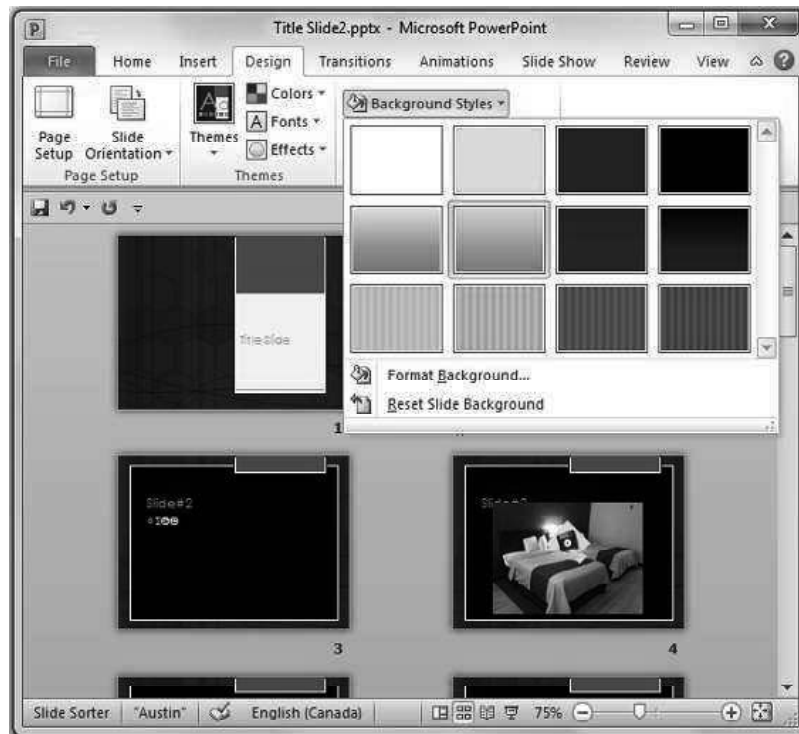 Title Slide2.pptx - Microsoft PowerPoint
File Home Insert Design Transitions Animations Slide Show Review View
Page Setup
Slide Orientation
Themes
Colors
Fonts
Effects
Background Styles
Page Setup
Themes
Title Slide
1
Format Background...
Reset Slide Background
Slide#2
3
4
Slide Sorter "Austin" English (Canada) 75%